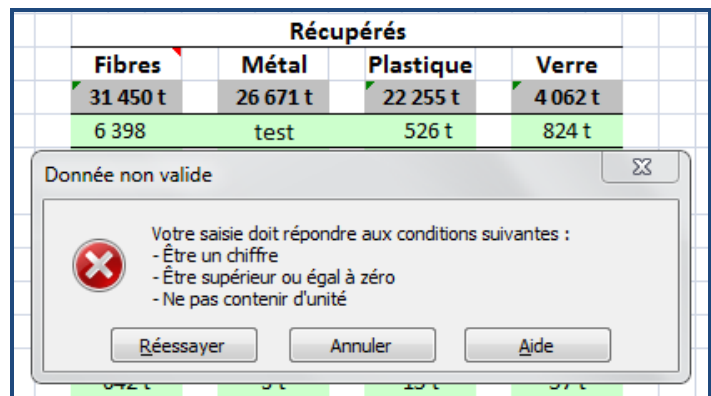 Récupérés
Fibres Métal Plastique Verre
31 450 t 26 671 t 22 255 t 4 062 t
6 398 test 526 t 824 t
Donnée non valide
Votre saisie doit répondre aux conditions suivantes :
- Être un chiffre
- Être supérieur ou égal à zéro
- Ne pas contenir d'unité
Réessayer Annuler Aide